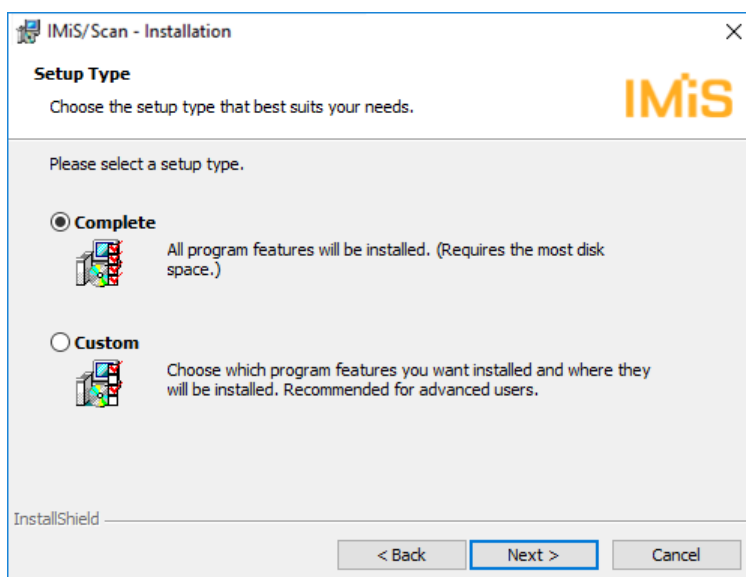 IMiS/Scan - Installation
Setup Type
Choose the setup type that best suits your needs.
IMiS
Please select a setup type.
Complete
All program features will be installed. (Requires the most disk
space.)
Custom
Choose which program features you want installed and where they
will be installed. Recommended for advanced users.
InstallShield
< Back
Next >
Cancel